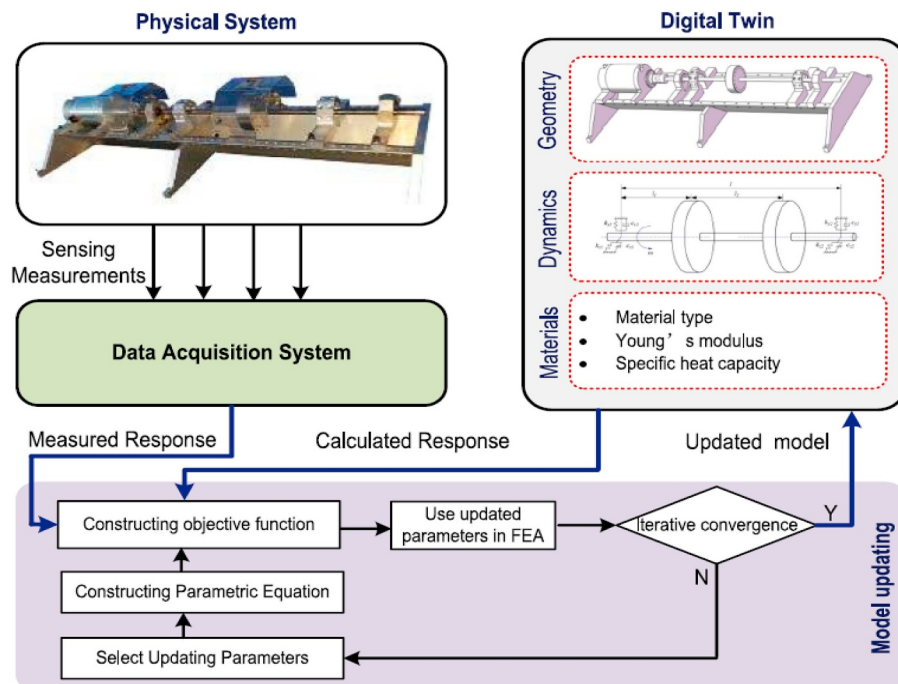 Physical System
Digital Twin
Geometry
Dynamics
Materials
Material type
Young's modulus
Specific heat capacity
Sensing
Measurements
Data Acquisition System
Measured Response
Calculated Response
Updated model
Constructing objective function
Use updated
parameters in FEA
Iterative convergence
Y
N
Constructing Parametric Equation
Select Updating Parameters
Model updating